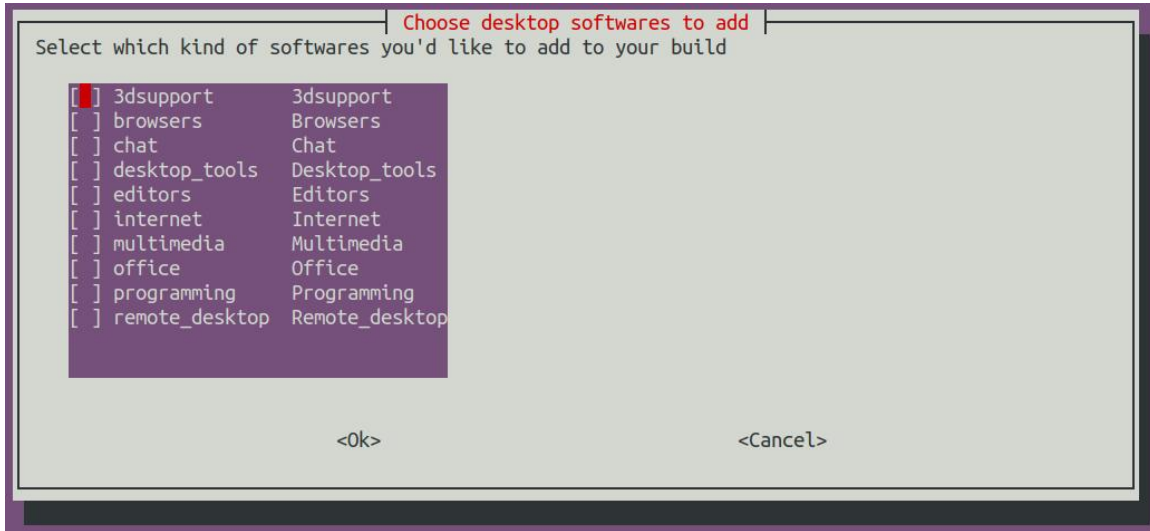 Choose desktop softwares to add
Select which kind of softwares you'd like to add to your build
[ ] 3dsupport 3dsupport
[ ] browsers Browsers
[ ] chat Chat
[ ] desktop_tools Desktop_tools
[ ] editors Editors
[ ] internet Internet
[ ] multimedia Multimedia
[ ] office Office
[ ] programming Programming
[ ] remote_desktop Remote_desktop
<Ok> <Cancel>